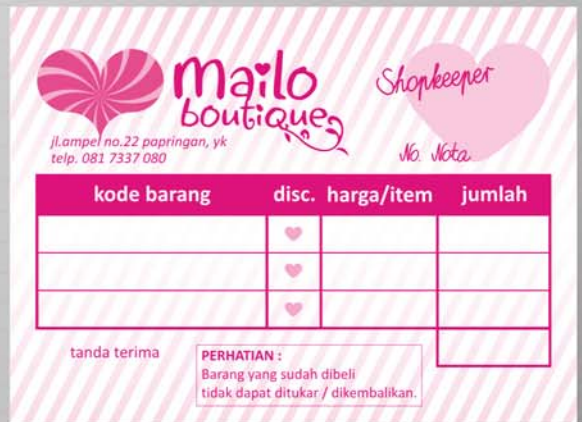 mailo
boutique
jl.ampel no.22 papringan, yk
telp. 081 7337 080
Shopkeeper
No. Nota
kode barang disc. harga/item jumlah
tanda terima
PERHATIAN :
Barang yang sudah dibeli
tidak dapat ditukar / dikembalikan.